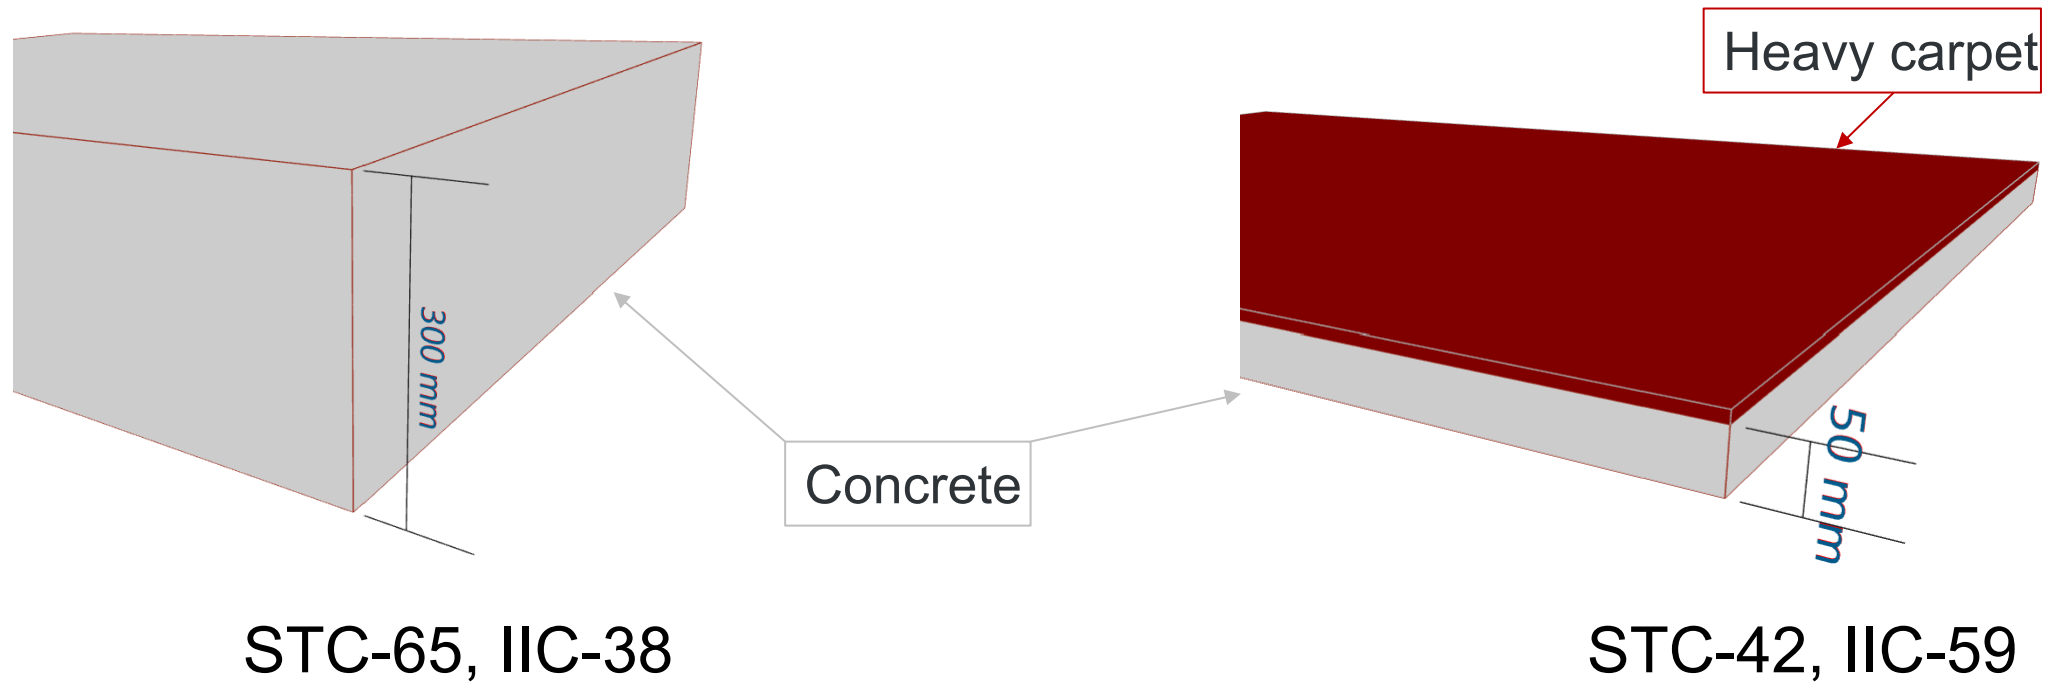 Heavy carpet
300 mm
50 mm
Concrete
STC-65, IIC-38
STC-42, IIC-59